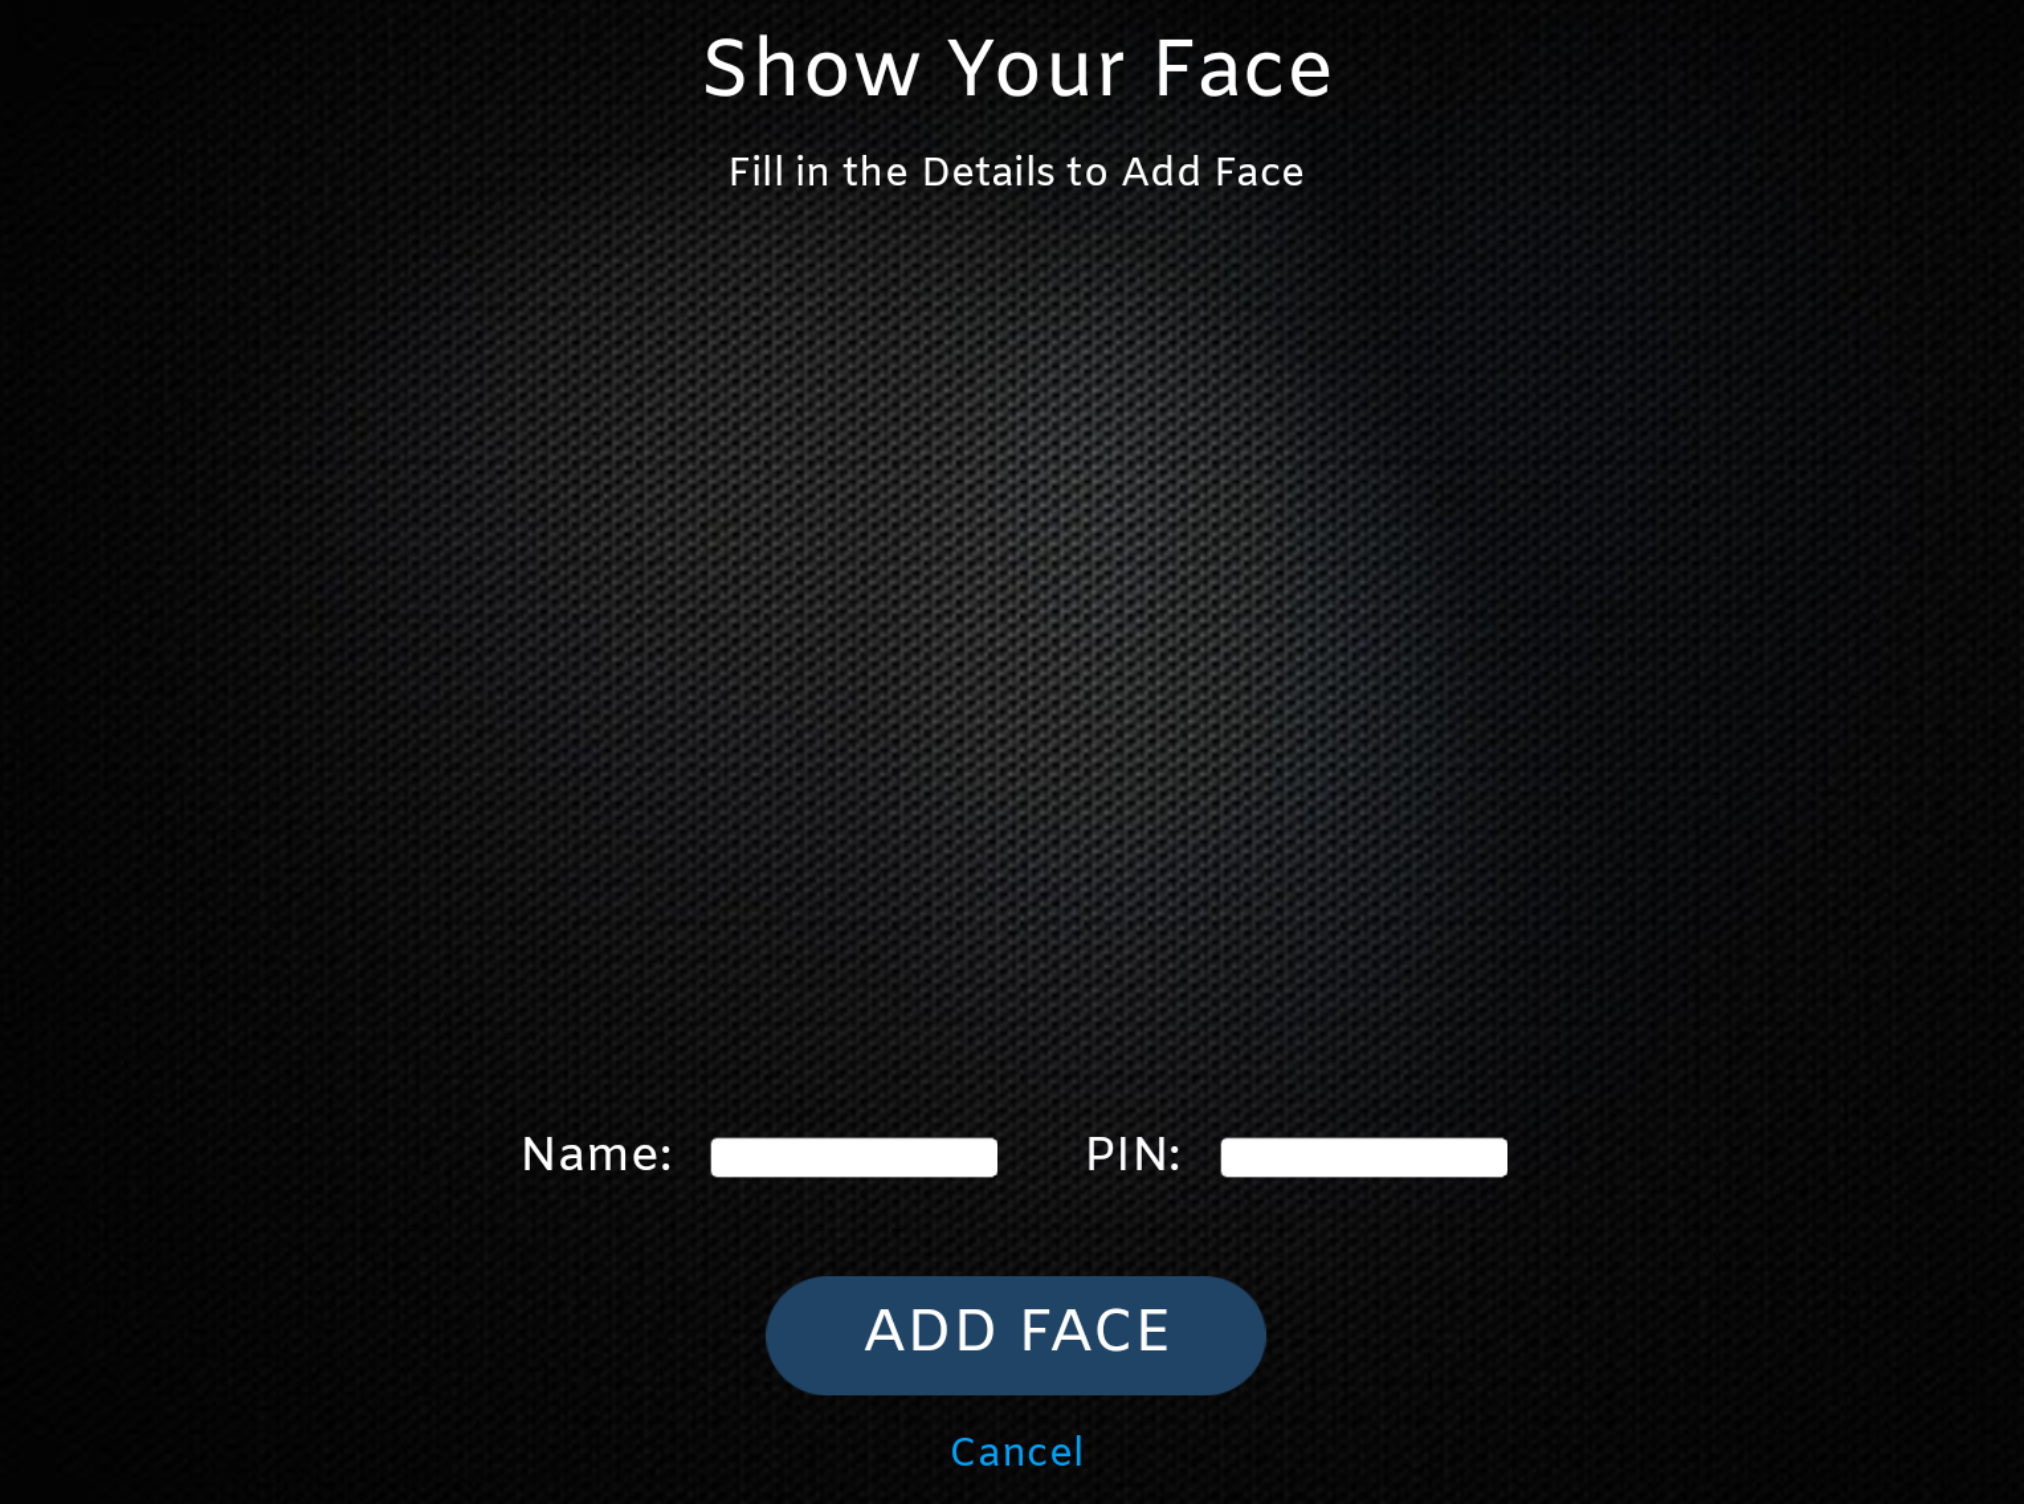 Show Your Face
Fill in the Details to Add Face
Name: PIN:
ADD FACE
Cancel